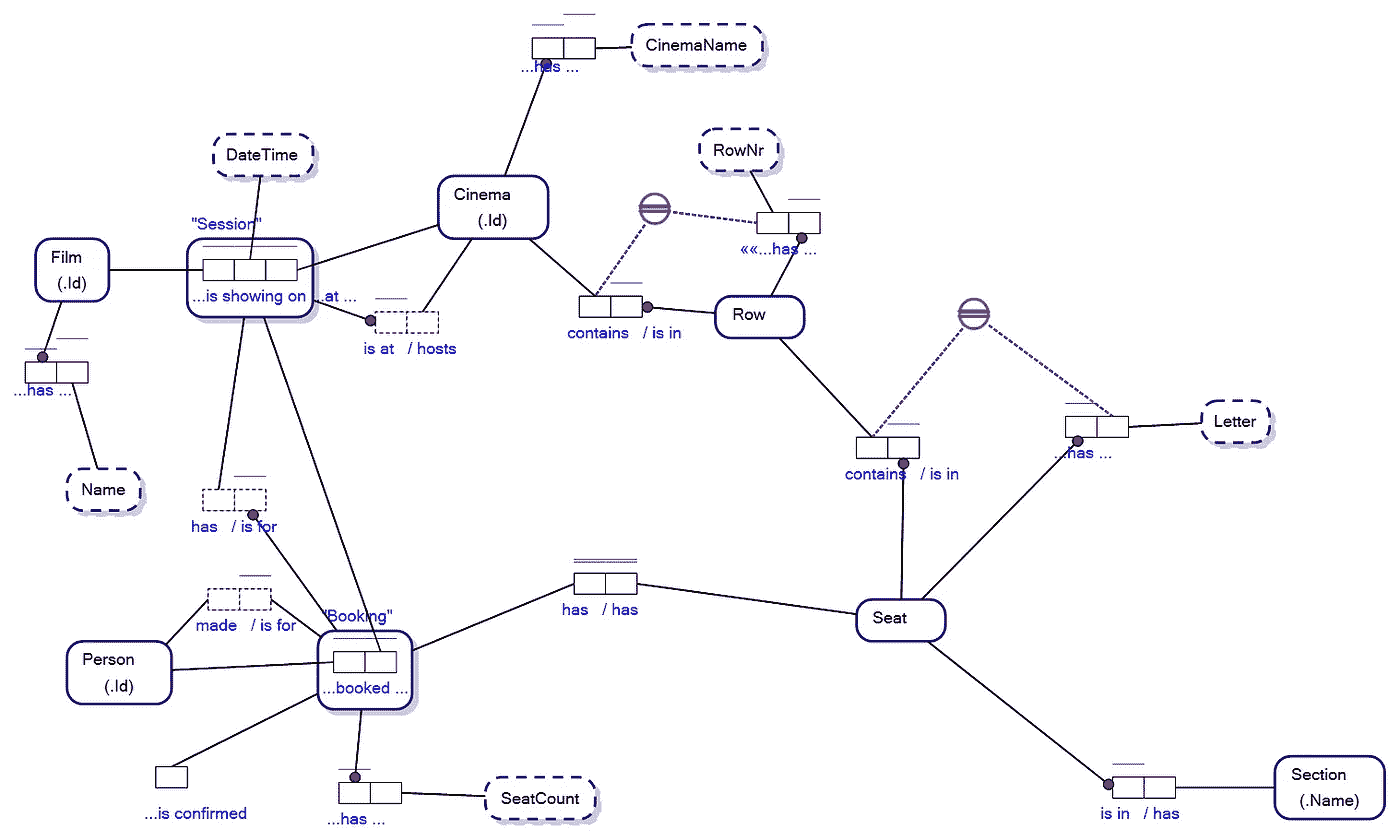 CinemaName
...has ...
DateTime
RowNr
Cinema
(.Id)
"Session"
««...has ...
Film
(.Id)
...is showing on ..at ...
Row
contains / is in
is at / hosts
...has ...
Letter
...has ...
contains / is in
Name
has / is for
"Booking"
has / has
made / is for
Seat
Person
(.Id)
...booked ...
Section
(.Name)
SeatCount
...is confirmed
...has ...
is in / has